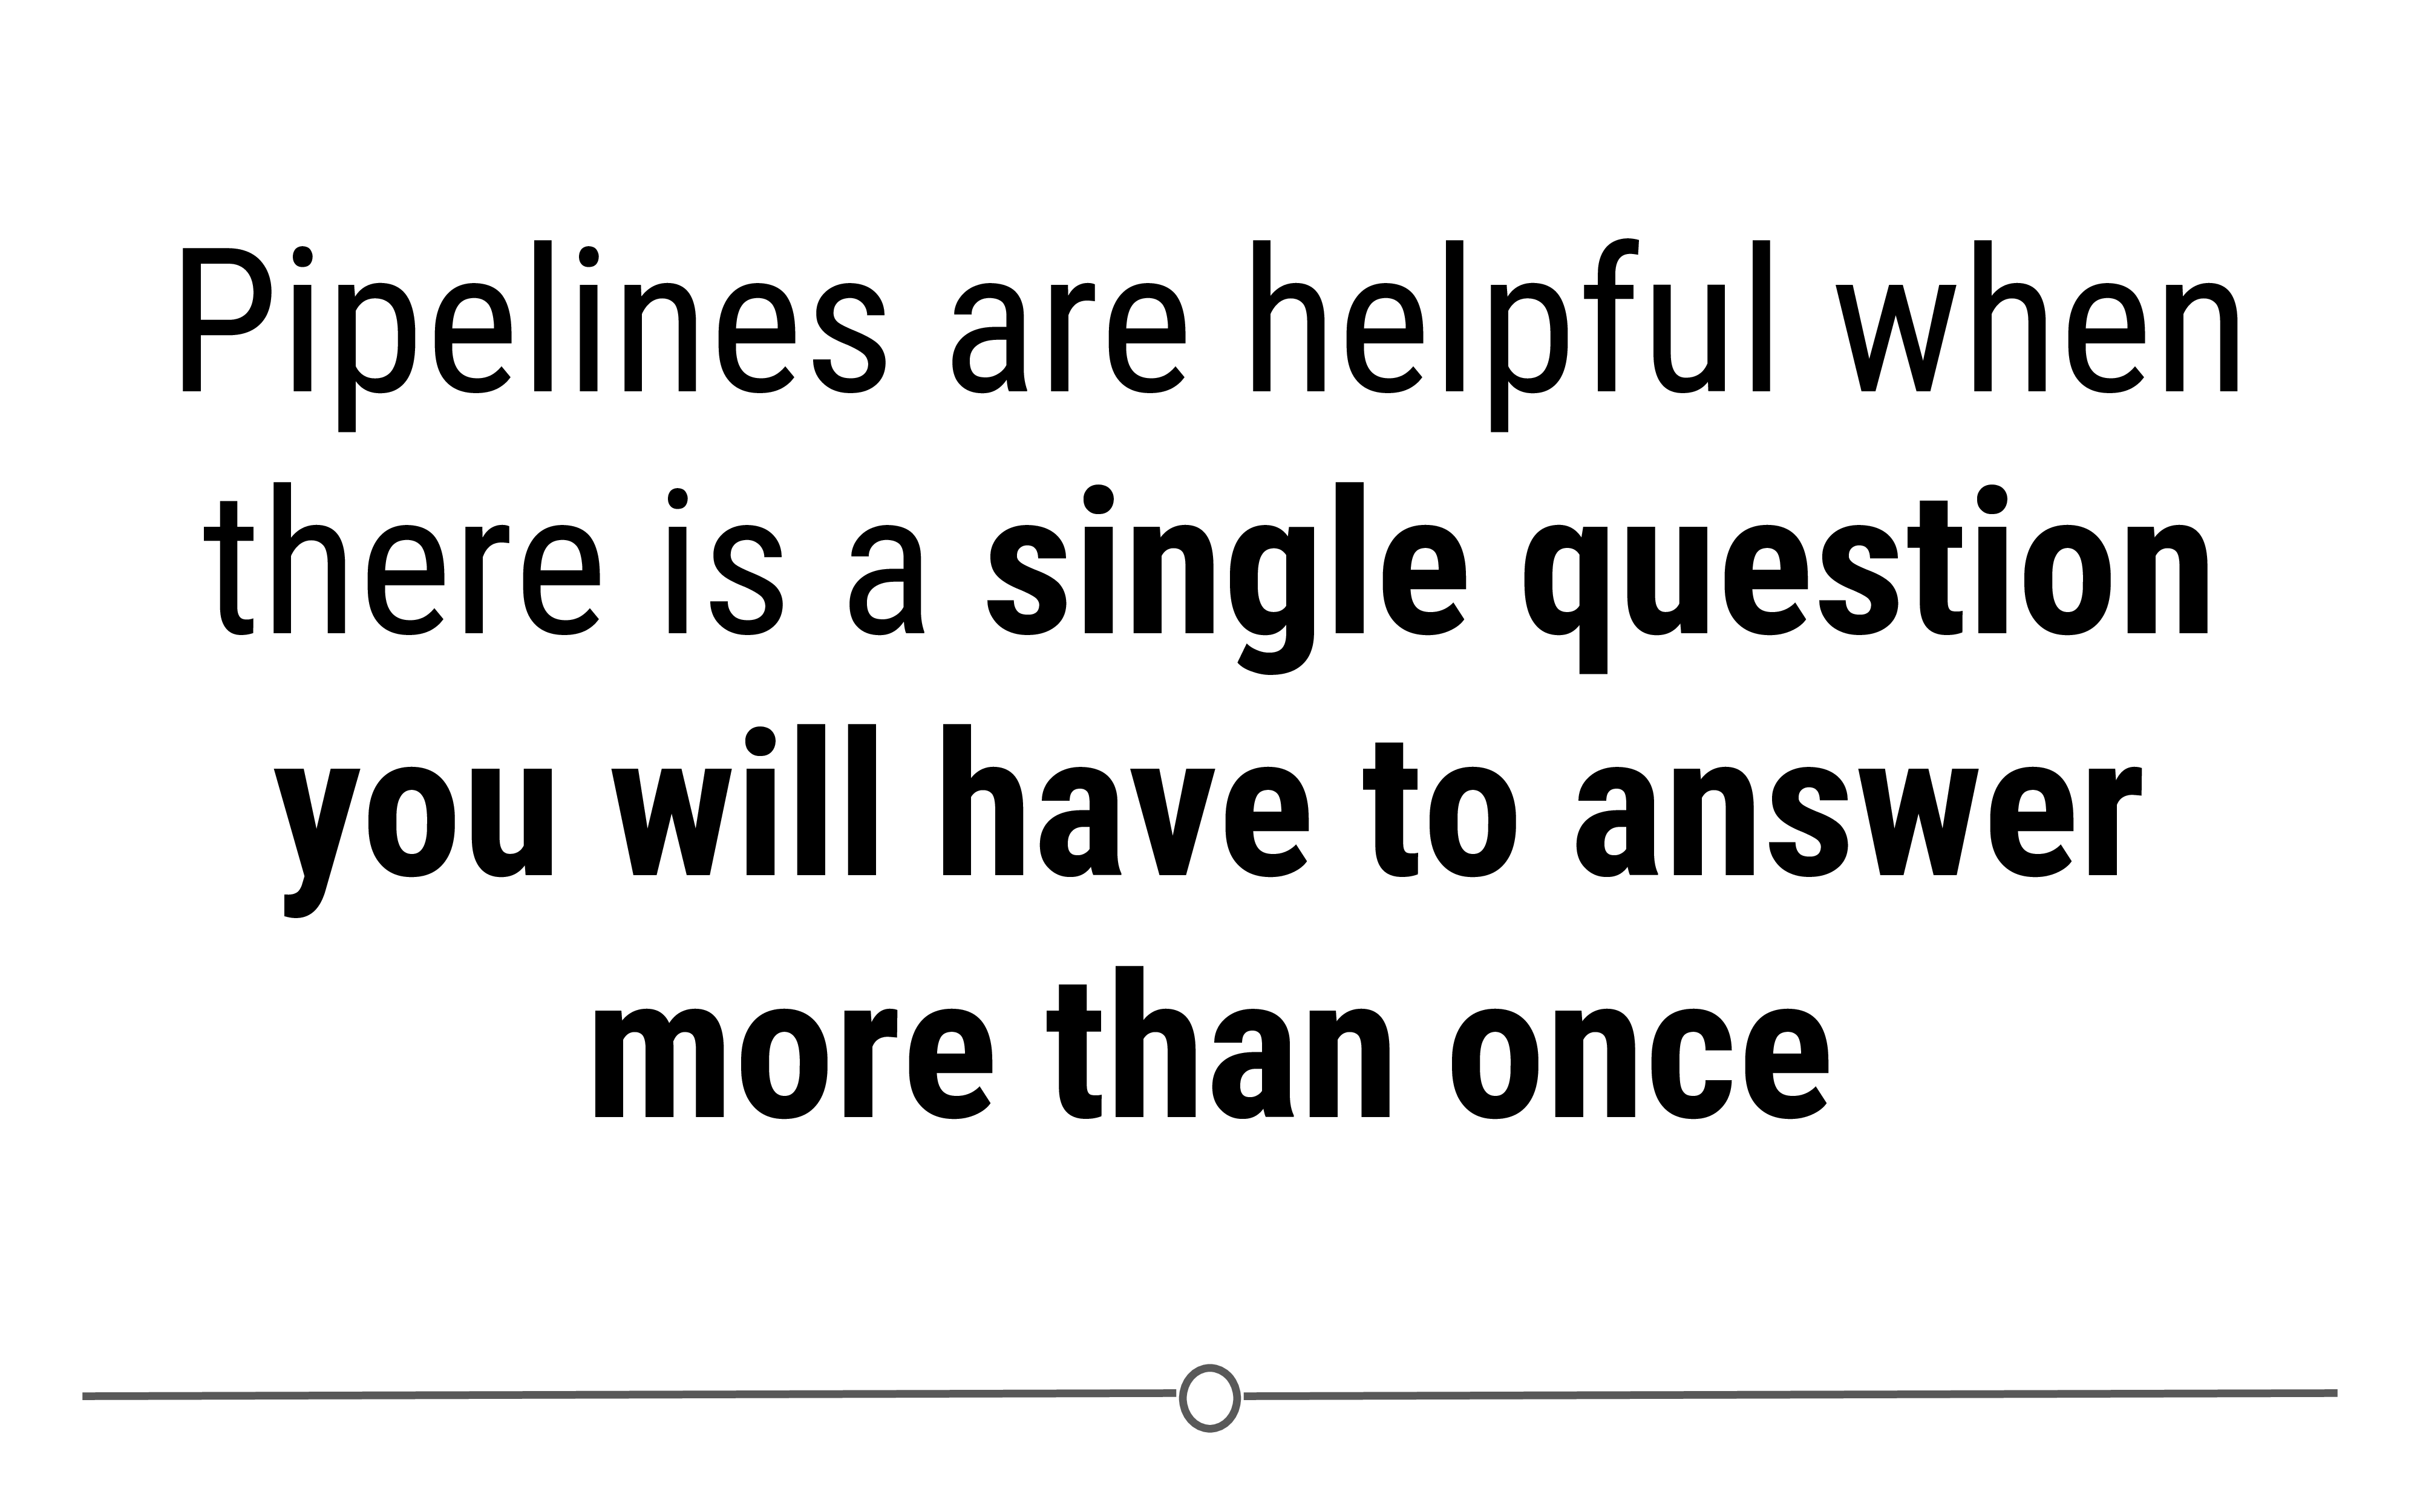 Pipelines are helpful when
there is a single question
you will have to answer
more than once